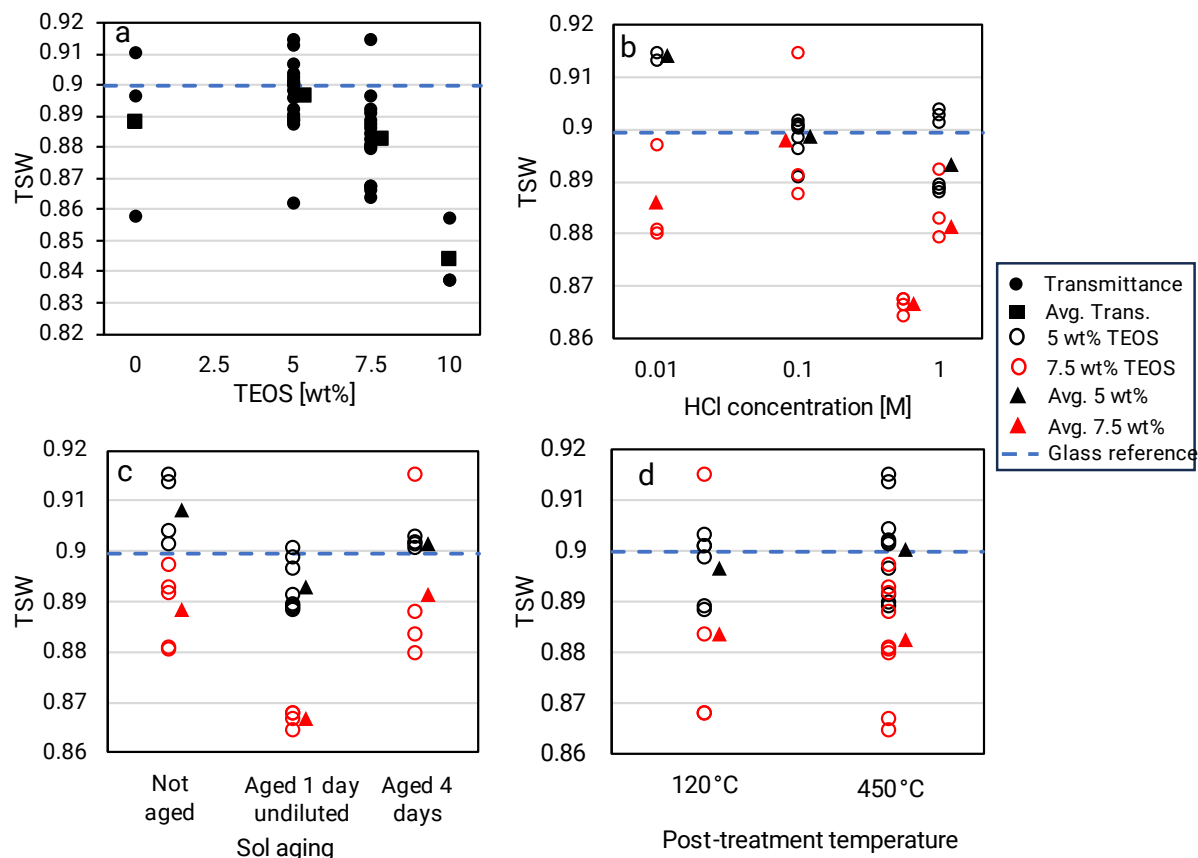 a
0.92
0.91
0.9
0.89
0.88
0.87
0.86
0.85
0.84
0.83
0.82
TSW
0 2.5 5 7.5 10
TEOS [wt%]
b
0.92
0.91
0.9
0.89
0.88
0.87
0.86
TSW
0.01 0.1 1
HCl concentration [M]
Transmittance
Avg. Trans.
5 wt% TEOS
7.5 wt% TEOS
Avg. 5 wt%
Avg. 7.5 wt%
Glass reference
c
0.92
0.91
0.9
0.89
0.88
0.87
0.86
TSW
Not aged
Aged 1 day undiluted
Aged 4 days
Sol aging
d
0.92
0.91
0.9
0.89
0.88
0.87
0.86
TSW
120°C 450°C
Post-treatment temperature